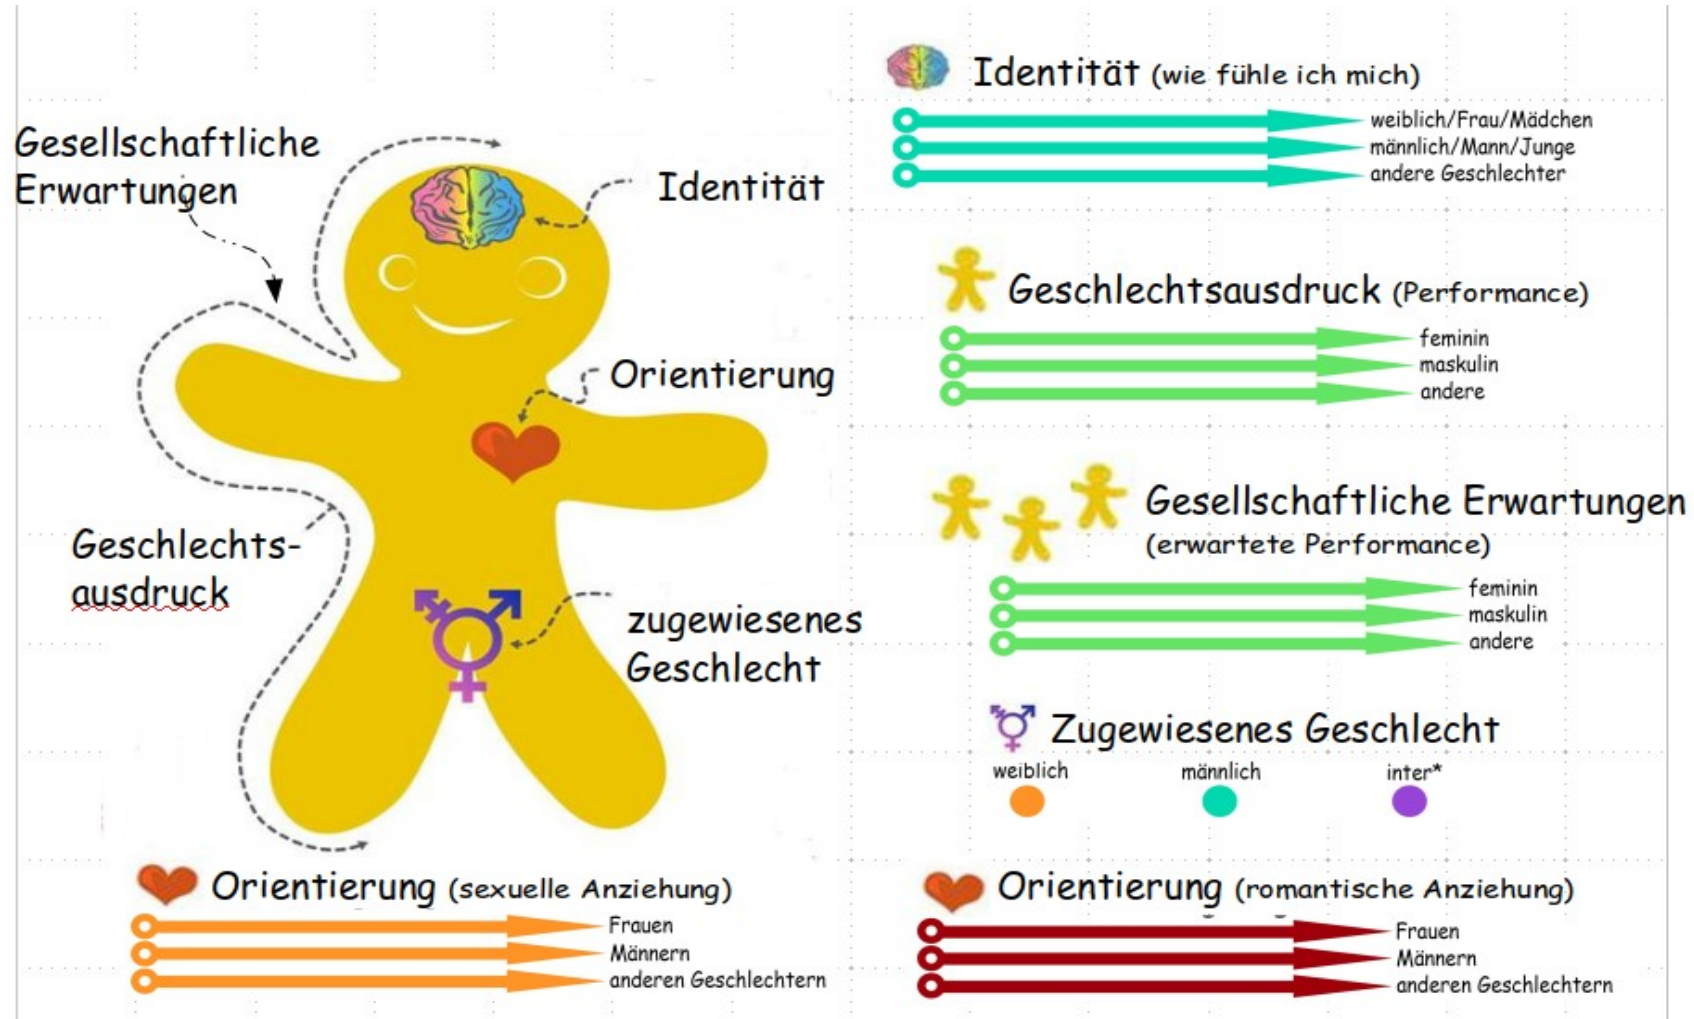 Gesellschaftliche
Erwartungen
Identität
Orientierung
Geschlechts-
ausdruck
zugewiesenes
Geschlecht
Identität (wie fühle ich mich)
weiblich/Frau/Mädchen
männlich/Mann/Junge
andere Geschlechter
Geschlechtsausdruck (Performance)
feminin
maskulin
andere
Gesellschaftliche Erwartungen
(erwartete Performance)
feminin
maskulin
andere
Zugewiesenes Geschlecht
weiblich männlich inter*
Orientierung (sexuelle Anziehung)
Frauen
Männern
anderen Geschlechtern
Orientierung (romantische Anziehung)
Frauen
Männern
anderen Geschlechtern